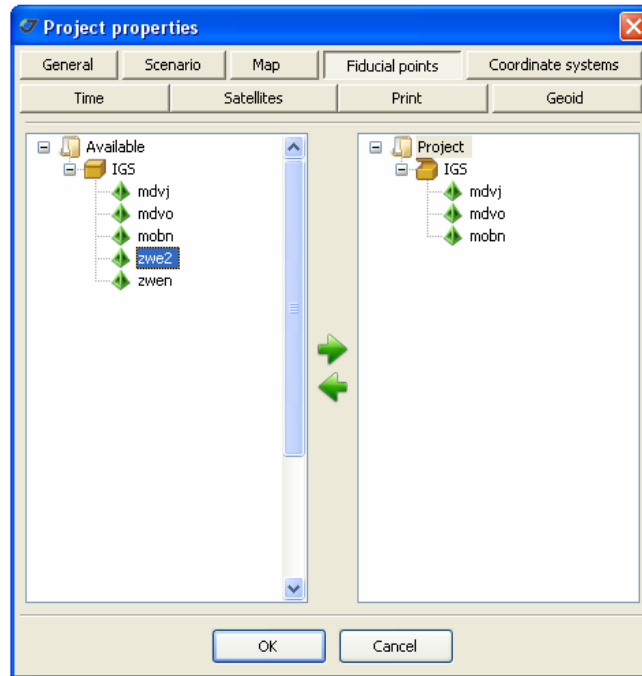 Project properties
General Scenario Map Fiducial points Coordinate systems
Time Satellites Print Geoid
Available
IGS
mdvj
mdvo
mobn
zwe2
zwen
Project
IGS
mdvj
mdvo
mobn
OK Cancel